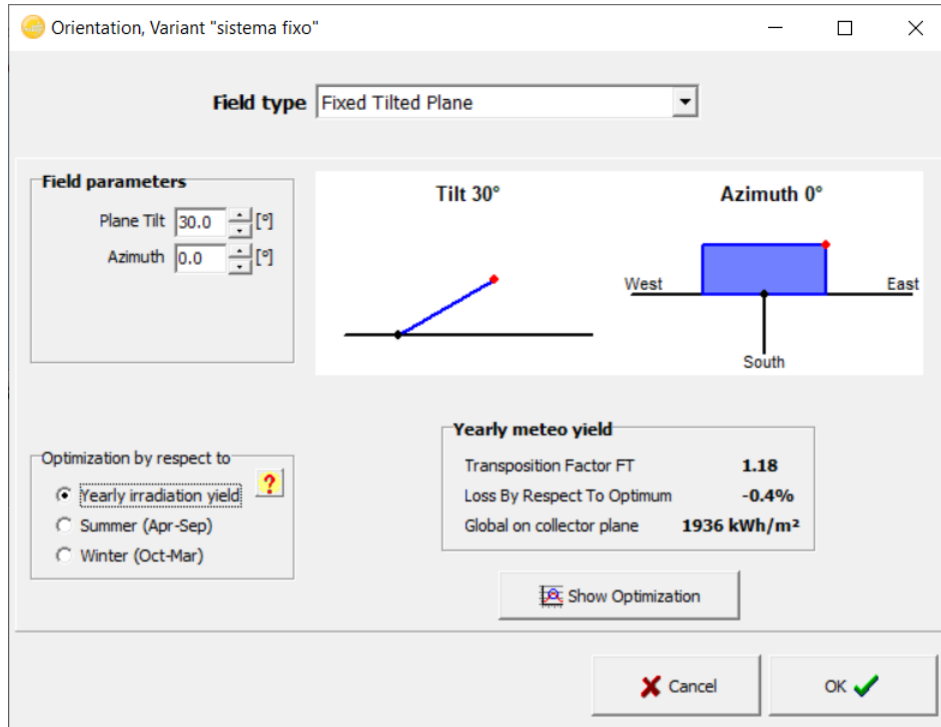 Orientation, Variant "sistema fixo"
Field type Fixed Tilted Plane
Field parameters
Plane Tilt 30.0 [º]
Azimuth 0.0 [º]
Tilt 30°
Azimuth 0°
West
East
South
Optimization by respect to
?
Yearly irradiation yield
Summer (Apr-Sep)
Winter (Oct-Mar)
Yearly meteo yield
Transposition Factor FT 1.18
Loss By Respect To Optimum -0.4%
Global on collector plane 1936 kWh/m²
Show Optimization
Cancel
OK